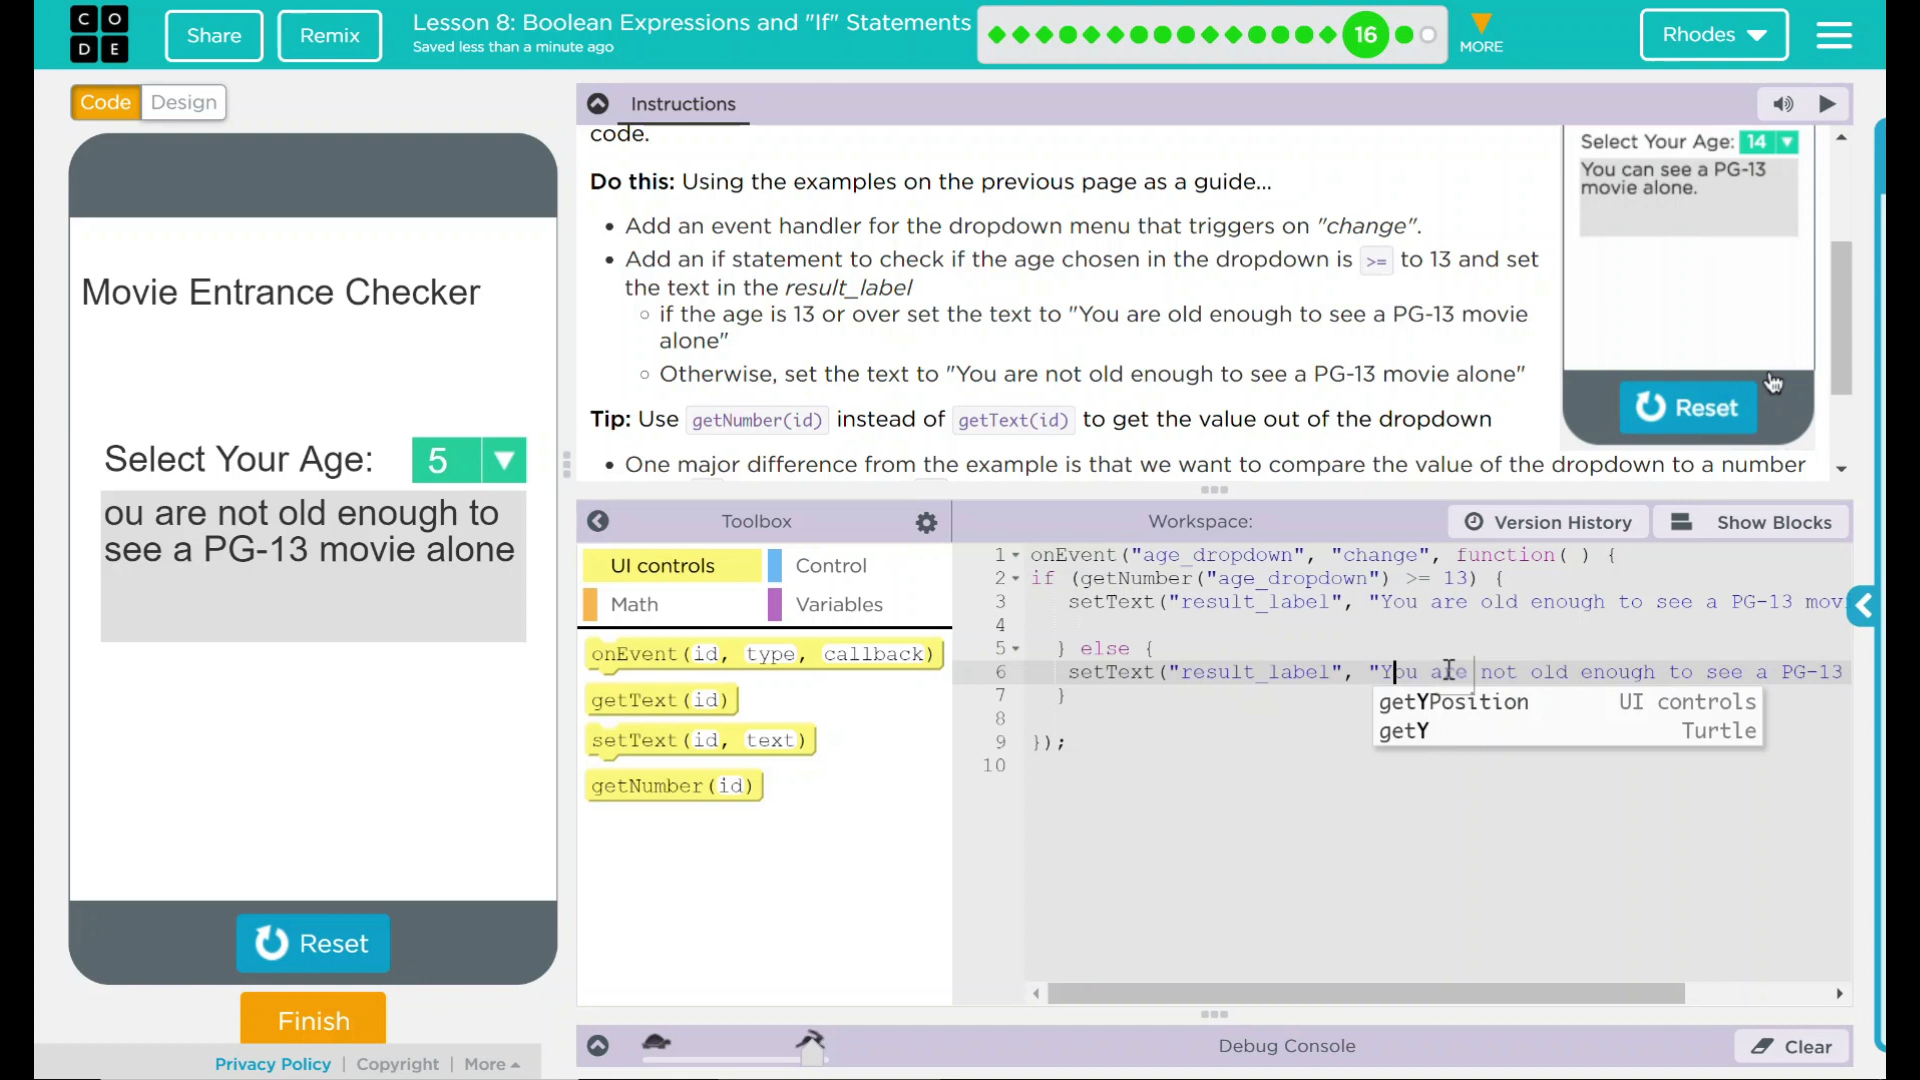 CO
DE
Share
Remix
Lesson 8: Boolean Expressions and "If" Statements
Saved less than a minute ago
16
MORE
Rhodes
Code
Design
Movie Entrance Checker
Select Your Age: 5
ou are not old enough to
see a PG-13 movie alone
Reset
Finish
Privacy Policy | Copyright | More
Instructions
code.
Do this: Using the examples on the previous page as a guide...
Add an event handler for the dropdown menu that triggers on "change".
Add an if statement to check if the age chosen in the dropdown is >= to 13 and set
the text in the result_label
if the age is 13 or over set the text to "You are old enough to see a PG-13 movie
alone"
Otherwise, set the text to "You are not old enough to see a PG-13 movie alone"
Tip: Use getNumber(id) instead of getText(id) to get the value out of the dropdown
One major difference from the example is that we want to compare the value of the dropdown to a number
Select Your Age: 14
You can see a PG-13
movie alone.
Reset
Toolbox
UI controls
Control
Math
Variables
onEvent(id, type, callback)
getText(id)
setText(id, text)
getNumber(id)
Workspace:
Version History
Show Blocks
1 onEvent("age_dropdown", "change", function( ) {
2 if (getNumber("age_dropdown") >= 13) {
3 setText("result_label", "You are old enough to see a PG-13 mov
4
5 } else {
6 setText("result_label", "You are not old enough to see a PG-13
7 }
8
9 });
10
getYPosition UI controls
getY Turtle
Debug Console
Clear